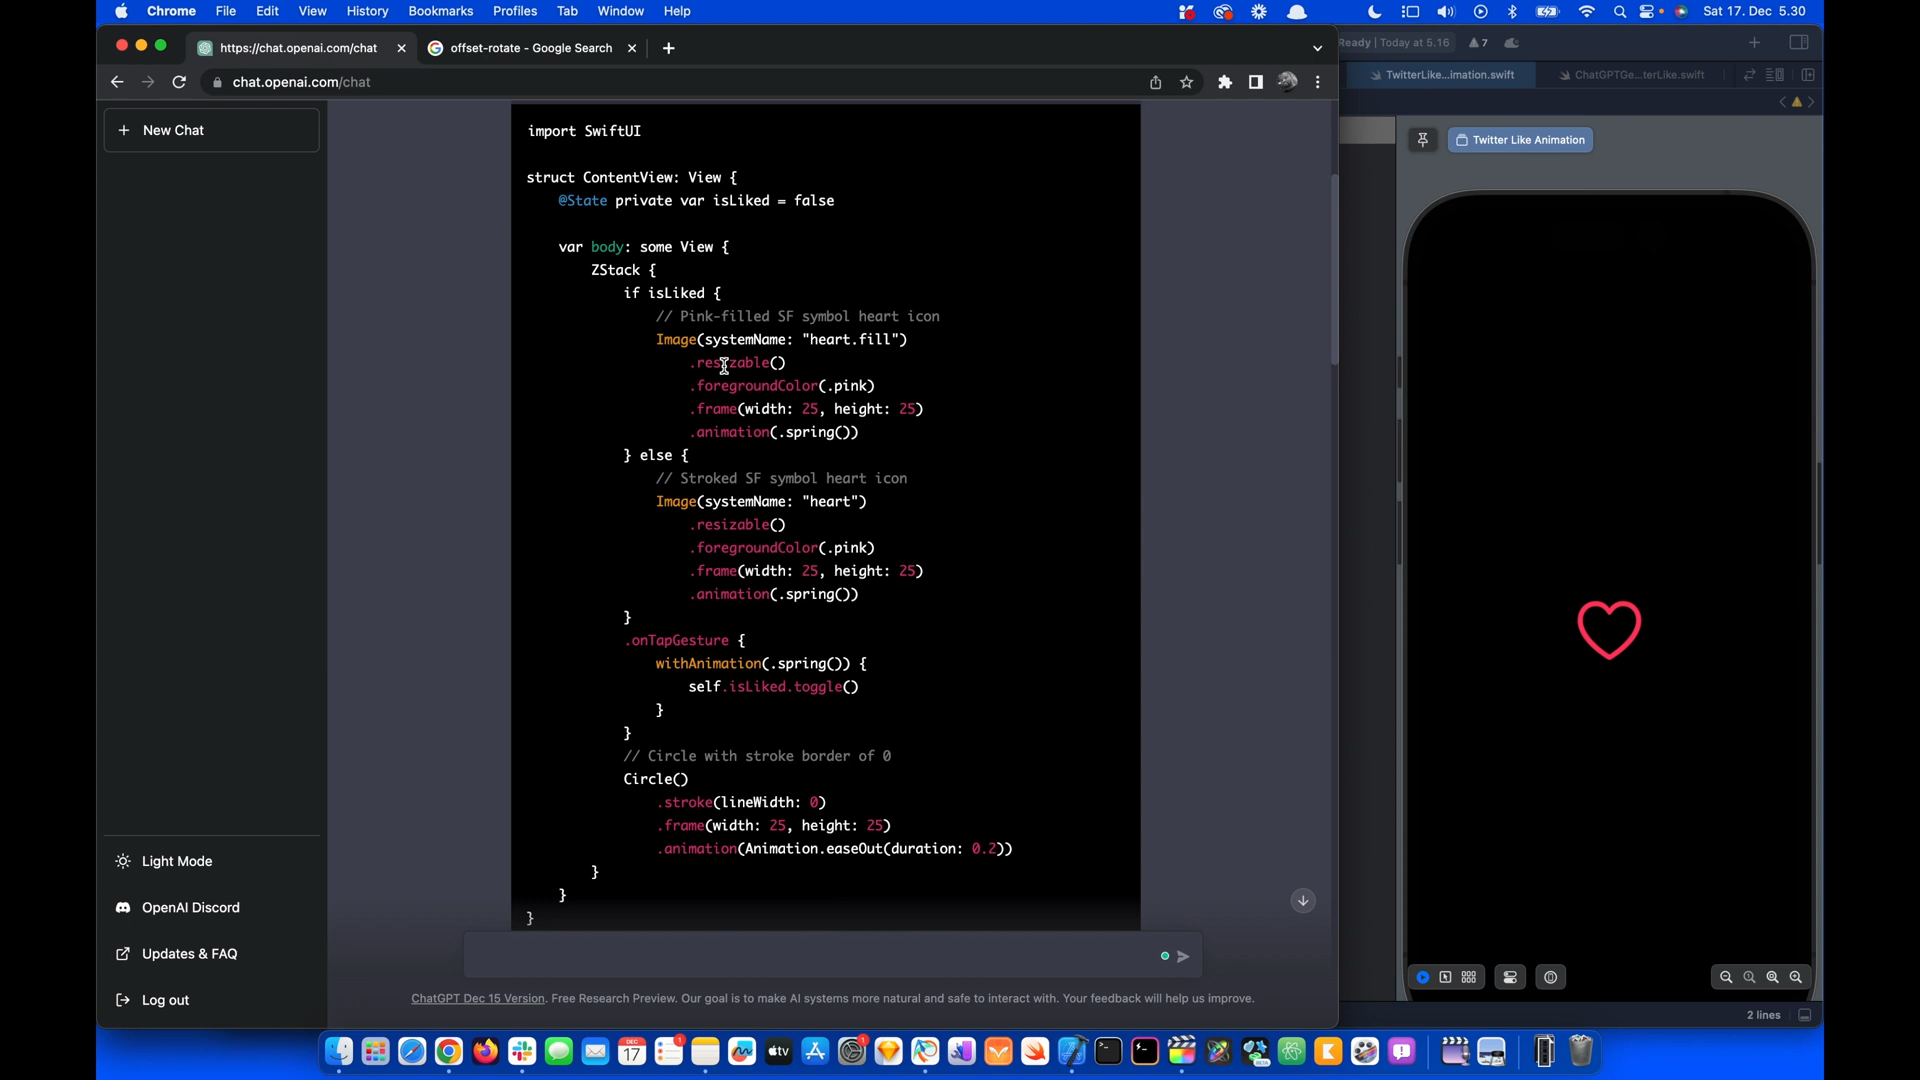 Chrome File Edit View History Bookmarks Profiles Tab Window Help Sat 17. Dec 5.30
https://chat.openai.com/chat
offset-rotate - Google Search
Ready | Today at 5.16
7
chat.openai.com/chat
TwitterLike...imation.swift
ChatGPTGe...terLike.swift
New Chat
Twitter Like Animation
import SwiftUI
struct ContentView: View {
@State private var isLiked = false
var body: some View {
ZStack {
if isLiked {
// Pink-filled SF symbol heart icon
Image(systemName: "heart.fill")
.resizable()
.foregroundColor(.pink)
.frame(width: 25, height: 25)
.animation(.spring())
} else {
// Stroked SF symbol heart icon
Image(systemName: "heart")
.resizable()
.foregroundColor(.pink)
.frame(width: 25, height: 25)
.animation(.spring())
}
.onTapGesture {
withAnimation(.spring()) {
self.isLiked.toggle()
}
}
// Circle with stroke border of 0
Circle()
.stroke(lineWidth: 0)
.frame(width: 25, height: 25)
.animation(Animation.easeOut(duration: 0.2))
}
}
}
Light Mode
OpenAI Discord
Updates & FAQ
Log out
ChatGPT Dec 15 Version. Free Research Preview. Our goal is to make AI systems more natural and safe to interact with. Your feedback will help us improve.
2 lines
DEC
17
1
tv
1